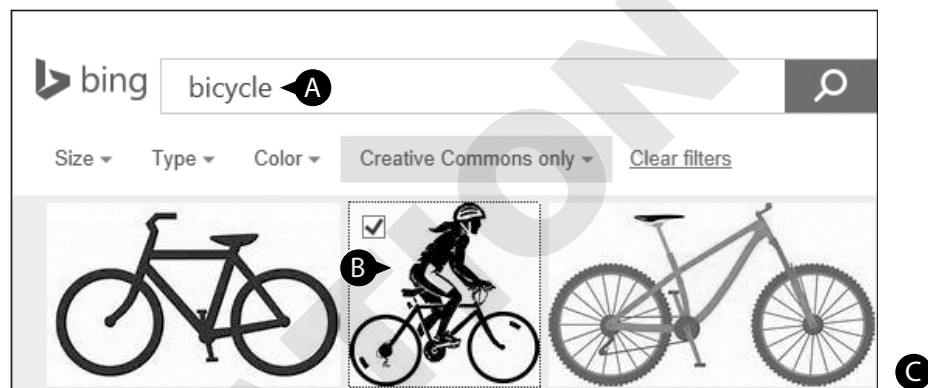 bing
bicycle A
Size Type Color Creative Commons only Clear filters
B
C